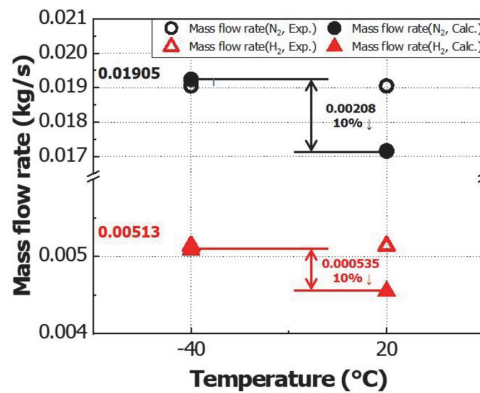 Mass flow rate (kg/s)
0.021
0.020
0.019
0.018
0.017
0.005
0.004
Mass flow rate(N₂, Exp.)
Mass flow rate(N₂, Calc.)
Mass flow rate(H₂, Exp.)
Mass flow rate(H₂, Calc.)
0.01905
0.00208
10% ↓
0.00513
0.000535
10% ↓
-40
20
Temperature (°C)